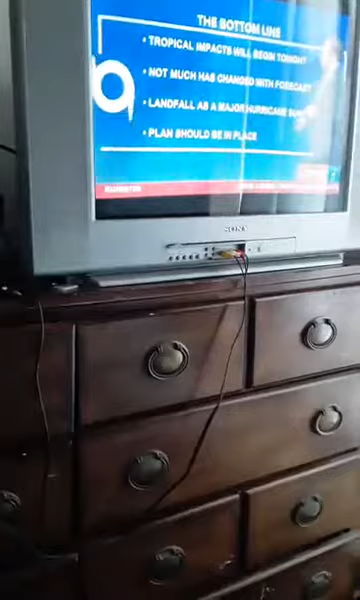 THE BOTTOM LINE
• TROPICAL IMPACTS WILL BEGIN TONIGHT
• NOT MUCH HAS CHANGED WITH FORECAST
• LANDFALL AS A MAJOR HURRICANE
• PLAN SHOULD BE IN PLACE
SONY